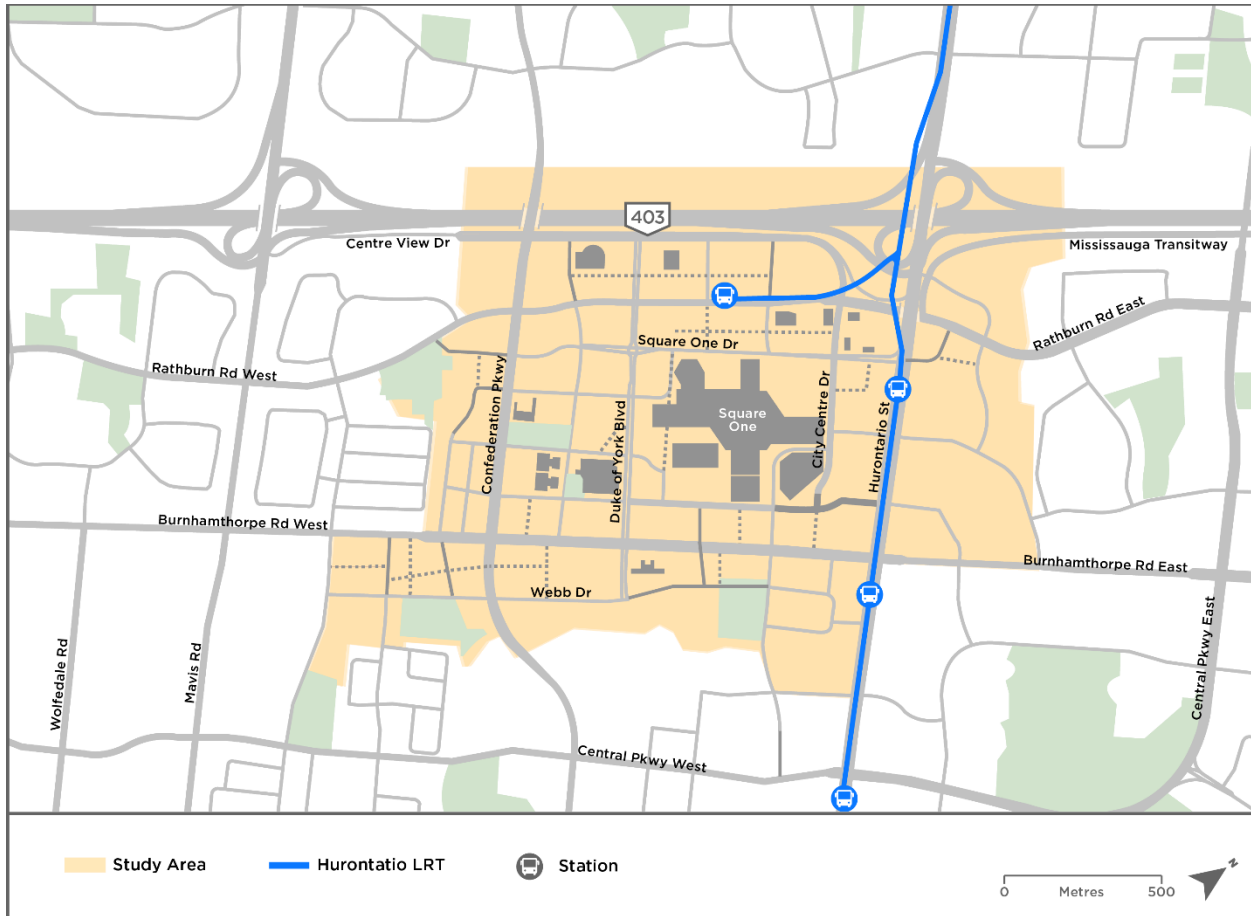 403
Centre View Dr
Mississauga Transitway
Rathburn Rd East
Square One Dr
Rathburn Rd West
Confederation Pkwy
Duke of York Blvd
Square
One
City Centre Dr
Hurontario St
Burnhamthorpe Rd West
Burnhamthorpe Rd East
Webb Dr
Wolfedale Rd
Mavis Rd
Central Pkwy East
Central Pkwy West
Study Area
Hurontatio LRT
Station
N
0 Metres 500